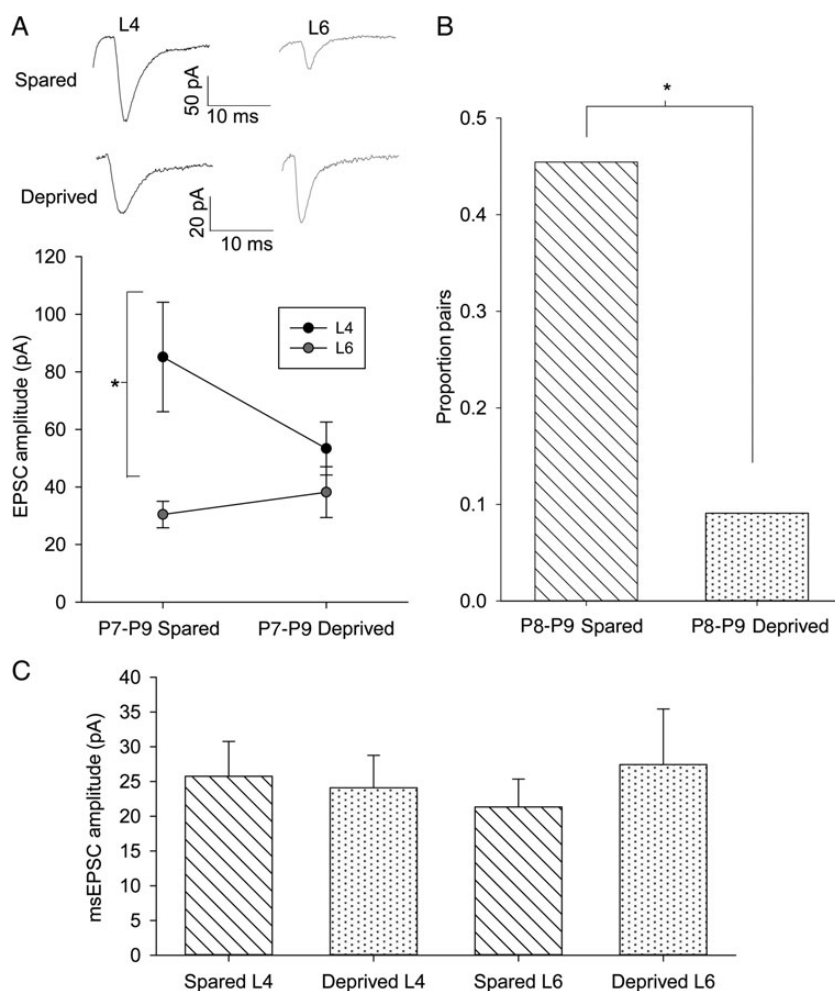 A
L4
L6
Spared
50 pA
10 ms
Deprived
20 pA
10 ms
120
100
80
60
40
20
0
EPSC amplitude (pA)
L4
L6
*
P7-P9 Spared
P7-P9 Deprived
B
*
0.5
0.4
0.3
0.2
0.1
0.0
Proportion pairs
P8-P9 Spared
P8-P9 Deprived
C
40
35
30
25
20
15
10
5
0
msEPSC amplitude (pA)
Spared L4
Deprived L4
Spared L6
Deprived L6